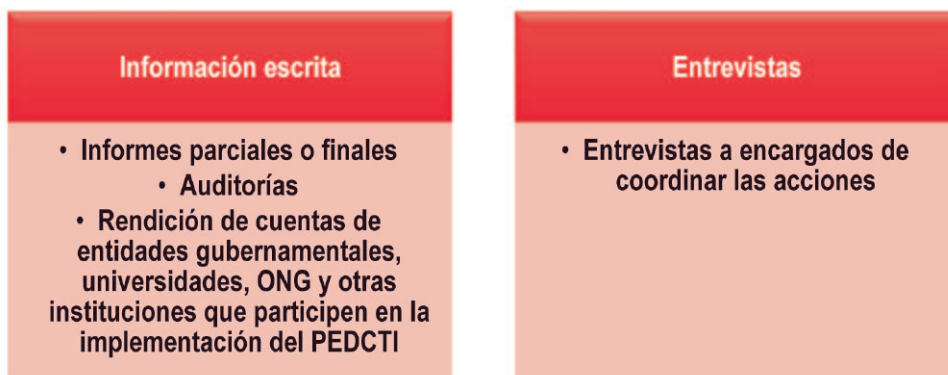 Información escrita
• Informes parciales o finales
• Auditorías
• Rendición de cuentas de
entidades gubernamentales,
universidades, ONG y otras
instituciones que participen en la
implementación del PEDCTI
Entrevistas
• Entrevistas a encargados de
coordinar las acciones